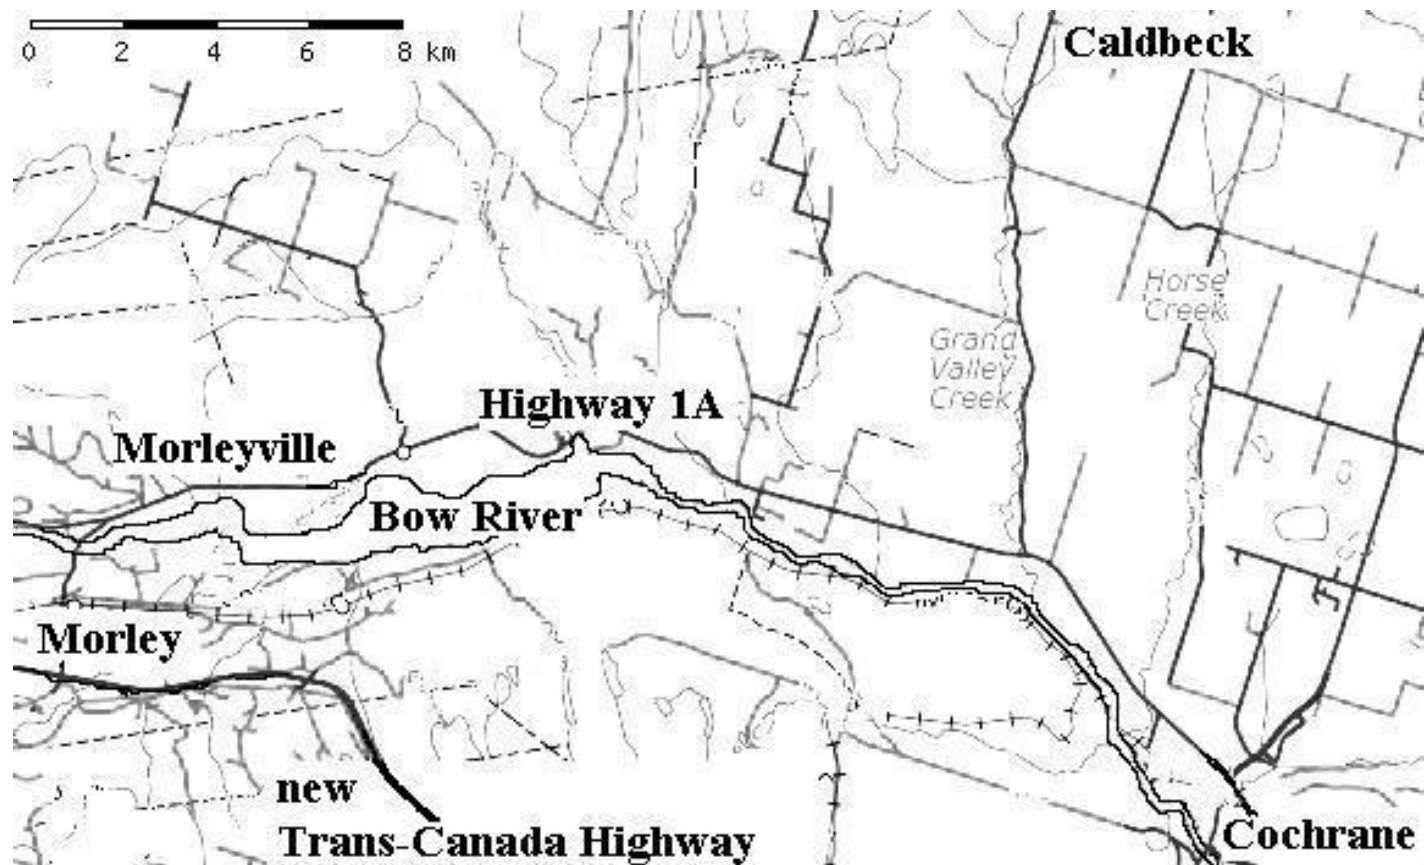 0 2 4 6 8 km
Caldbeck
Horse
Creek
Grand
Valley
Creek
Highway 1A
Morleyville
Bow River
Morley
new
Trans-Canada Highway
Cochrane